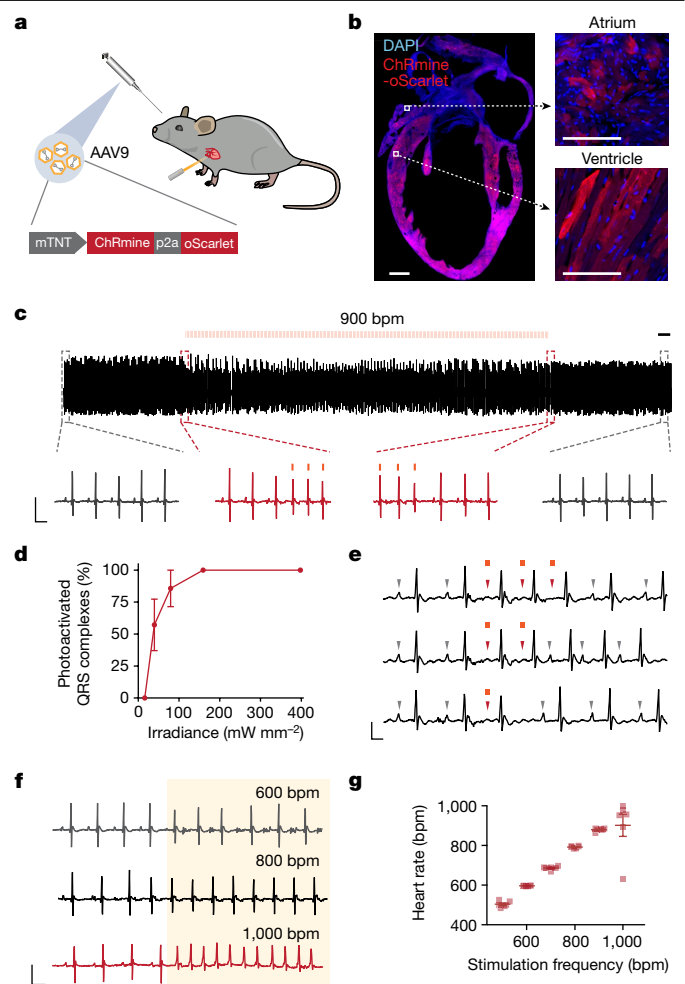 a
AAV9
mTNT ChRmine p2a oScarlet
b
DAPI
ChRmine
-oScarlet
Atrium
Ventricle
c
900 bpm
d
Photoactivated
QRS complexes (%)
100
75
50
25
0
0 100 200 300 400
Irradiance (mW mm−2)
e
f
600 bpm
800 bpm
1,000 bpm
g
Heart rate (bpm)
1,000
800
600
400
600 800 1,000
Stimulation frequency (bpm)